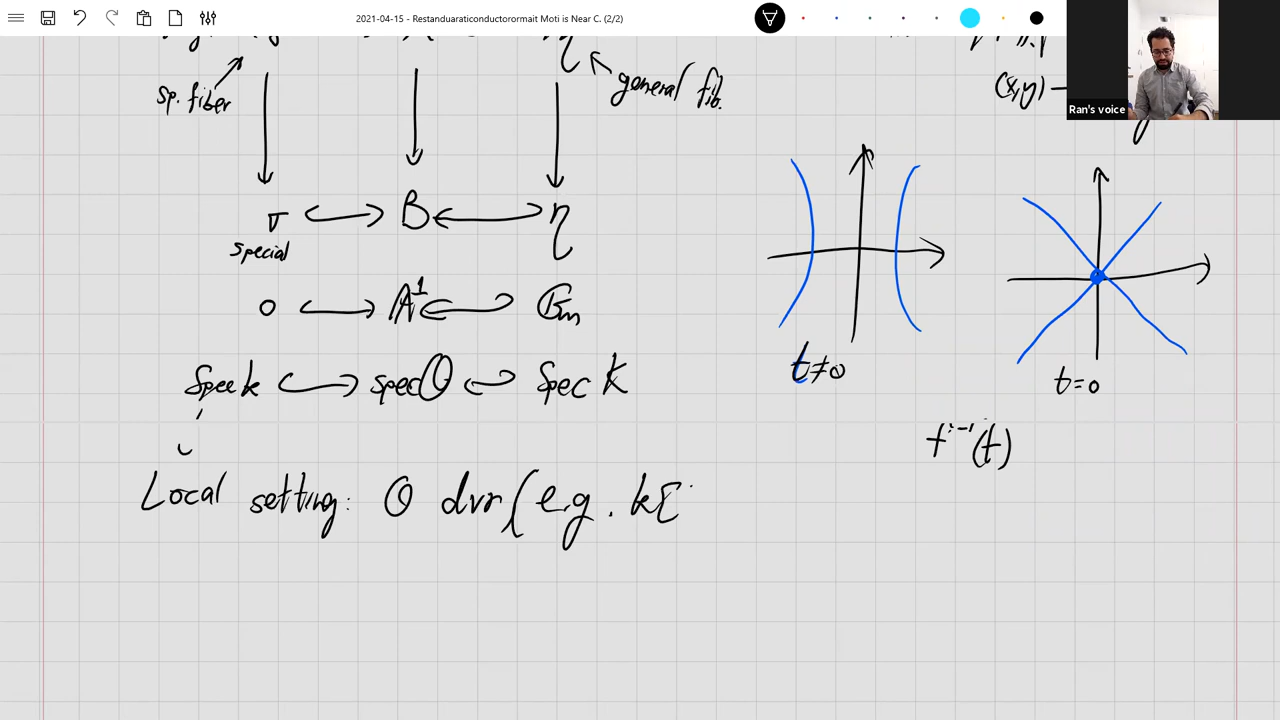 2021-04-15 - Restanduaraticonductorormait Moti is Near C. (2/2)
Ran's voice
η
sp. fiber
general fib.
(x,y)
σ B η
special
0 A¹ Gm
Spec k spec O Spec K
t≠0
t=0
f⁻¹(t)
Local setting: O dvr (e.g. k[